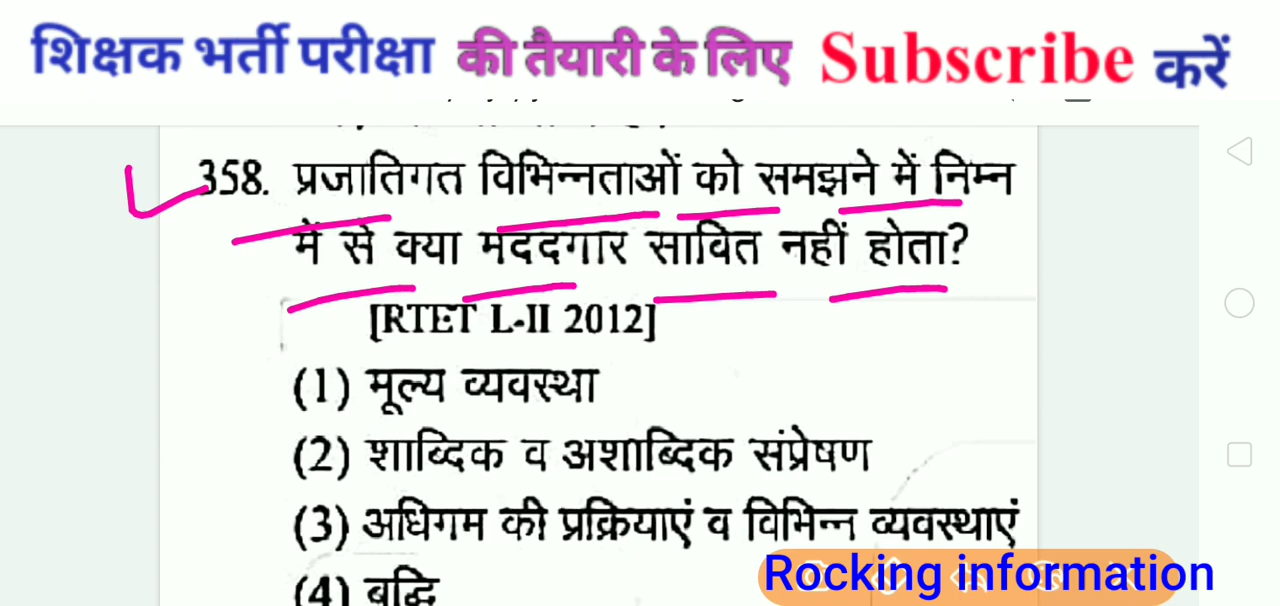 शिक्षक भर्ती परीक्षा की तैयारी के लिए Subscribe करें
358. प्रजातिगत विभिन्नताओं को समझने में निम्न
में से क्या मददगार सावित नहीं होता?
[RTET L-II 2012]
(1) मूल्य व्यवस्था
(2) शाब्दिक व अशाब्दिक संप्रेषण
(3) अधिगम की प्रक्रियाएं व विभिन्न व्यवस्थाएं
(4) बुद्धि
Rocking information